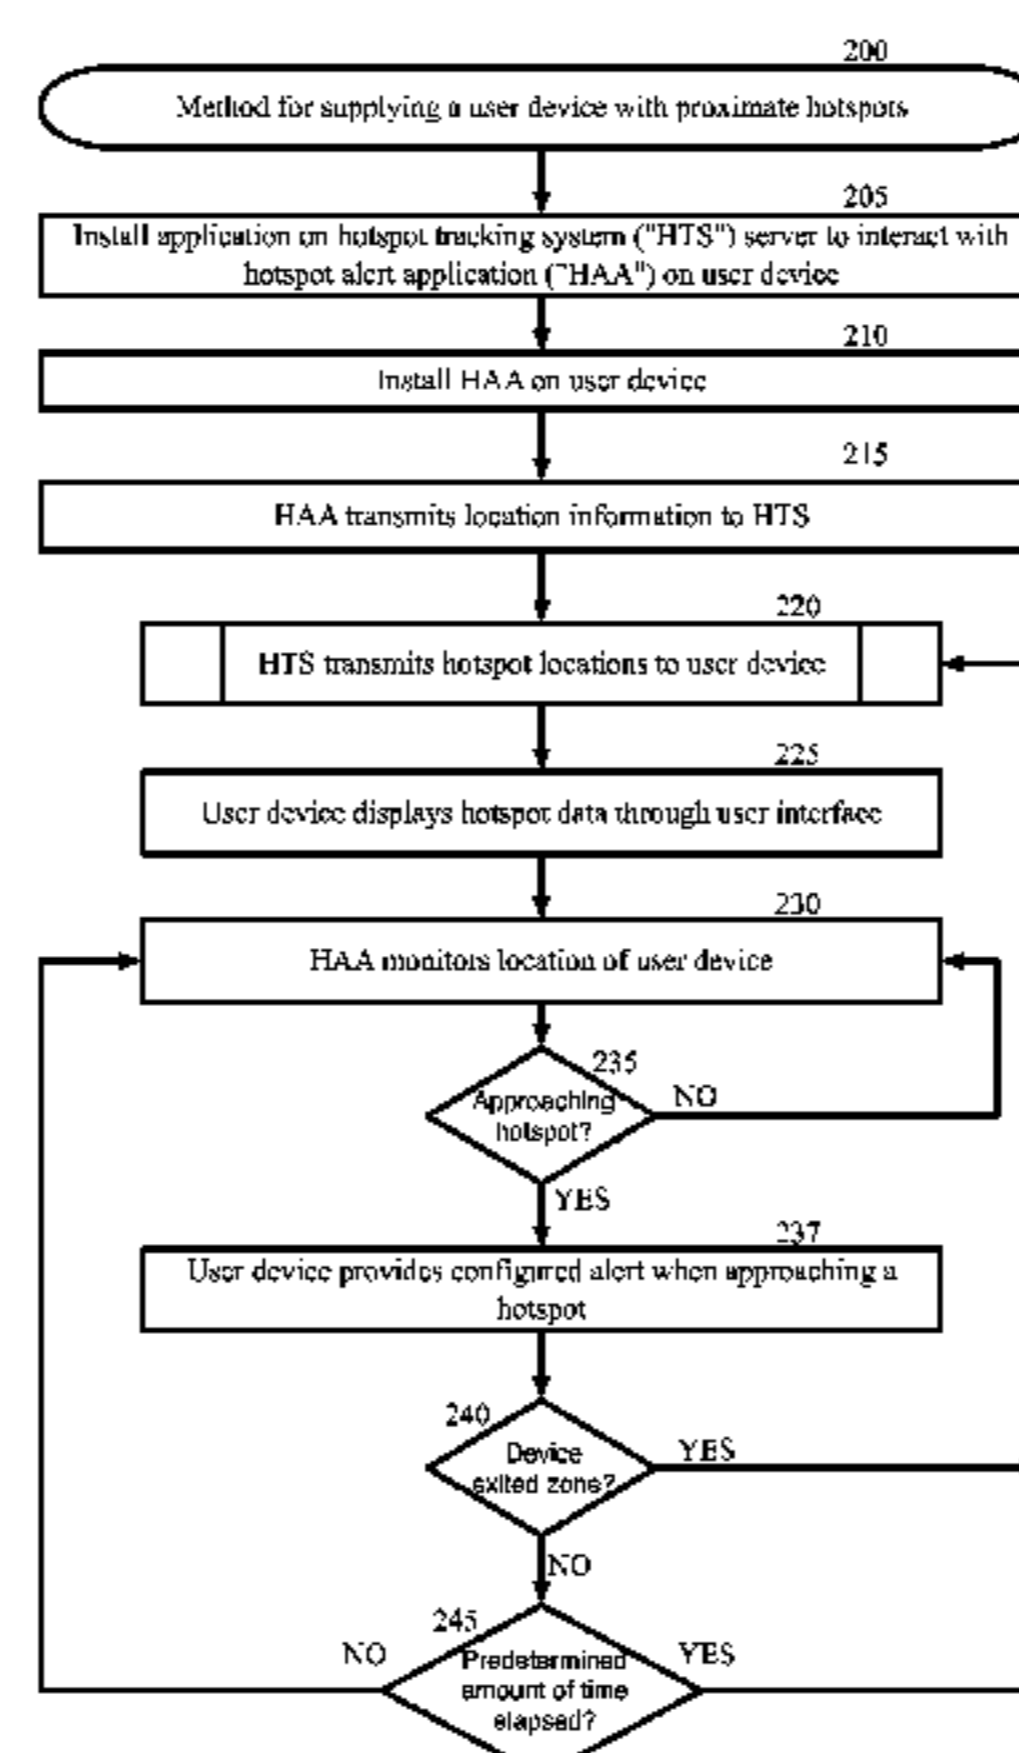 200
Method for supplying a user device with proximate hotspots
205
Install application on hotspot tracking system ("HTS") server to interact with
hotspot alert application ("HAA") on user device
210
Install HAA on user device
215
HAA transmits location information to HTS
220
HTS transmits hotspot locations to user device
225
User device displays hotspot data through user interface
230
HAA monitors location of user device
235
Approaching
hotspot?
NO
YES
237
User device provides configured alert when approaching a
hotspot
240
Device
exited zone?
YES
NO
245
Predetermined
amount of time
elapsed?
NO
YES